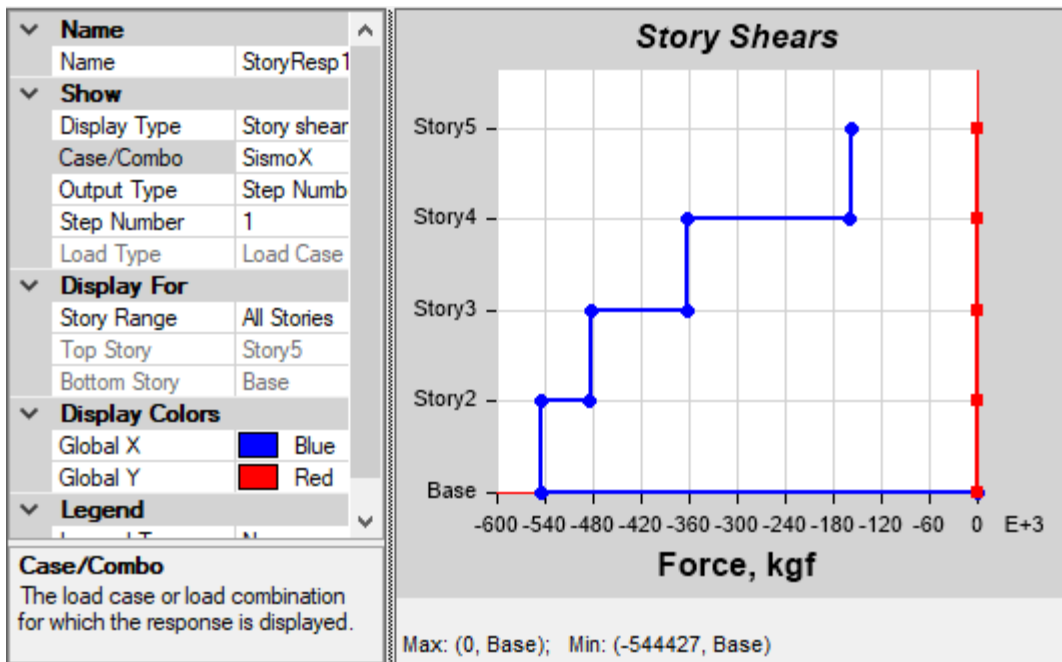 Name
Name StoryResp1
Show
Display Type Story shear
Case/Combo SismoX
Output Type Step Numb
Step Number 1
Load Type Load Case
Display For
Story Range All Stories
Top Story Story5
Bottom Story Base
Display Colors
Global X Blue
Global Y Red
Legend
Case/Combo
The load case or load combination
for which the response is displayed.
Story Shears
Story5
Story4
Story3
Story2
Base
-600 -540 -480 -420 -360 -300 -240 -180 -120 -60 0 E+3
Force, kgf
Max: (0, Base); Min: (-544427, Base)